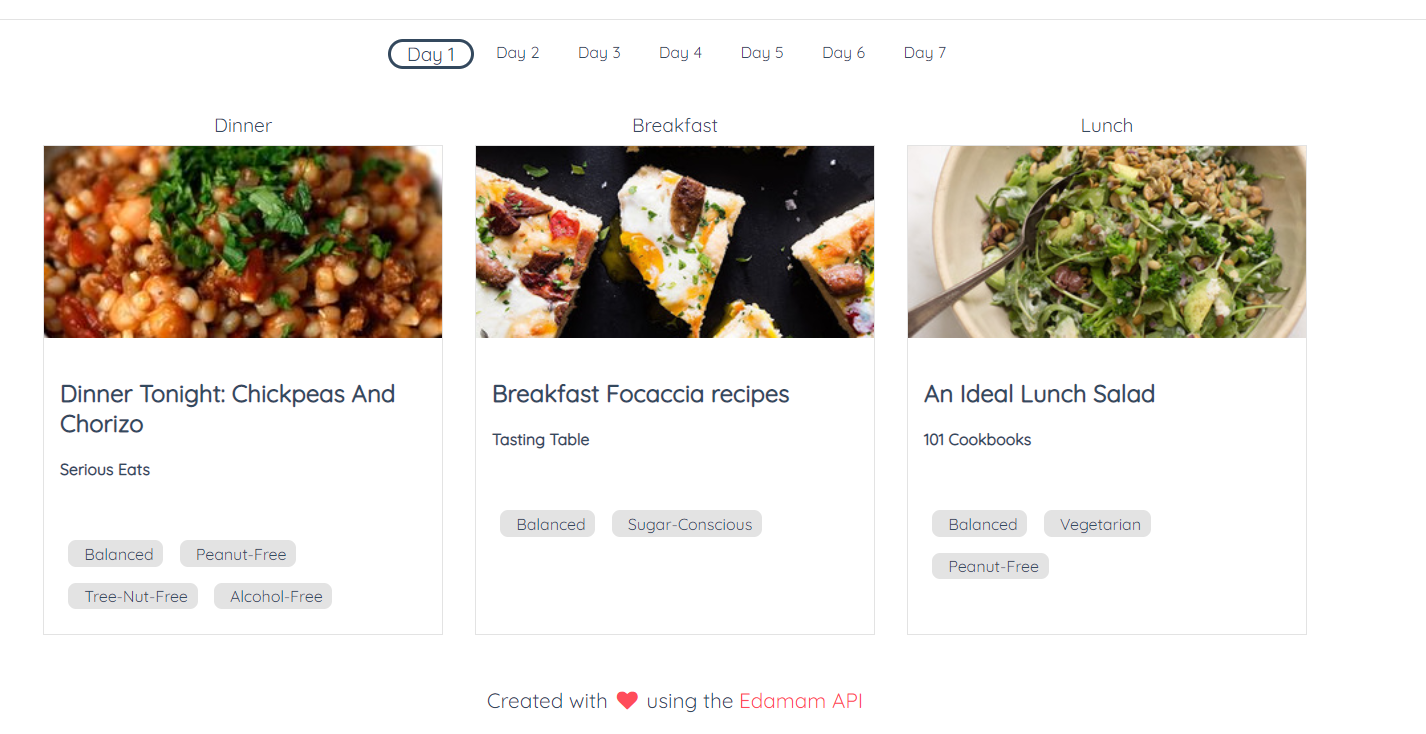 Day 1 Day 2 Day 3 Day 4 Day 5 Day 6 Day 7
Dinner
Dinner Tonight: Chickpeas And
Chorizo
Serious Eats
Balanced Peanut-Free
Tree-Nut-Free Alcohol-Free
Breakfast
Breakfast Focaccia recipes
Tasting Table
Balanced Sugar-Conscious
Lunch
An Ideal Lunch Salad
101 Cookbooks
Balanced Vegetarian
Peanut-Free
Created with ❤ using the Edamam API